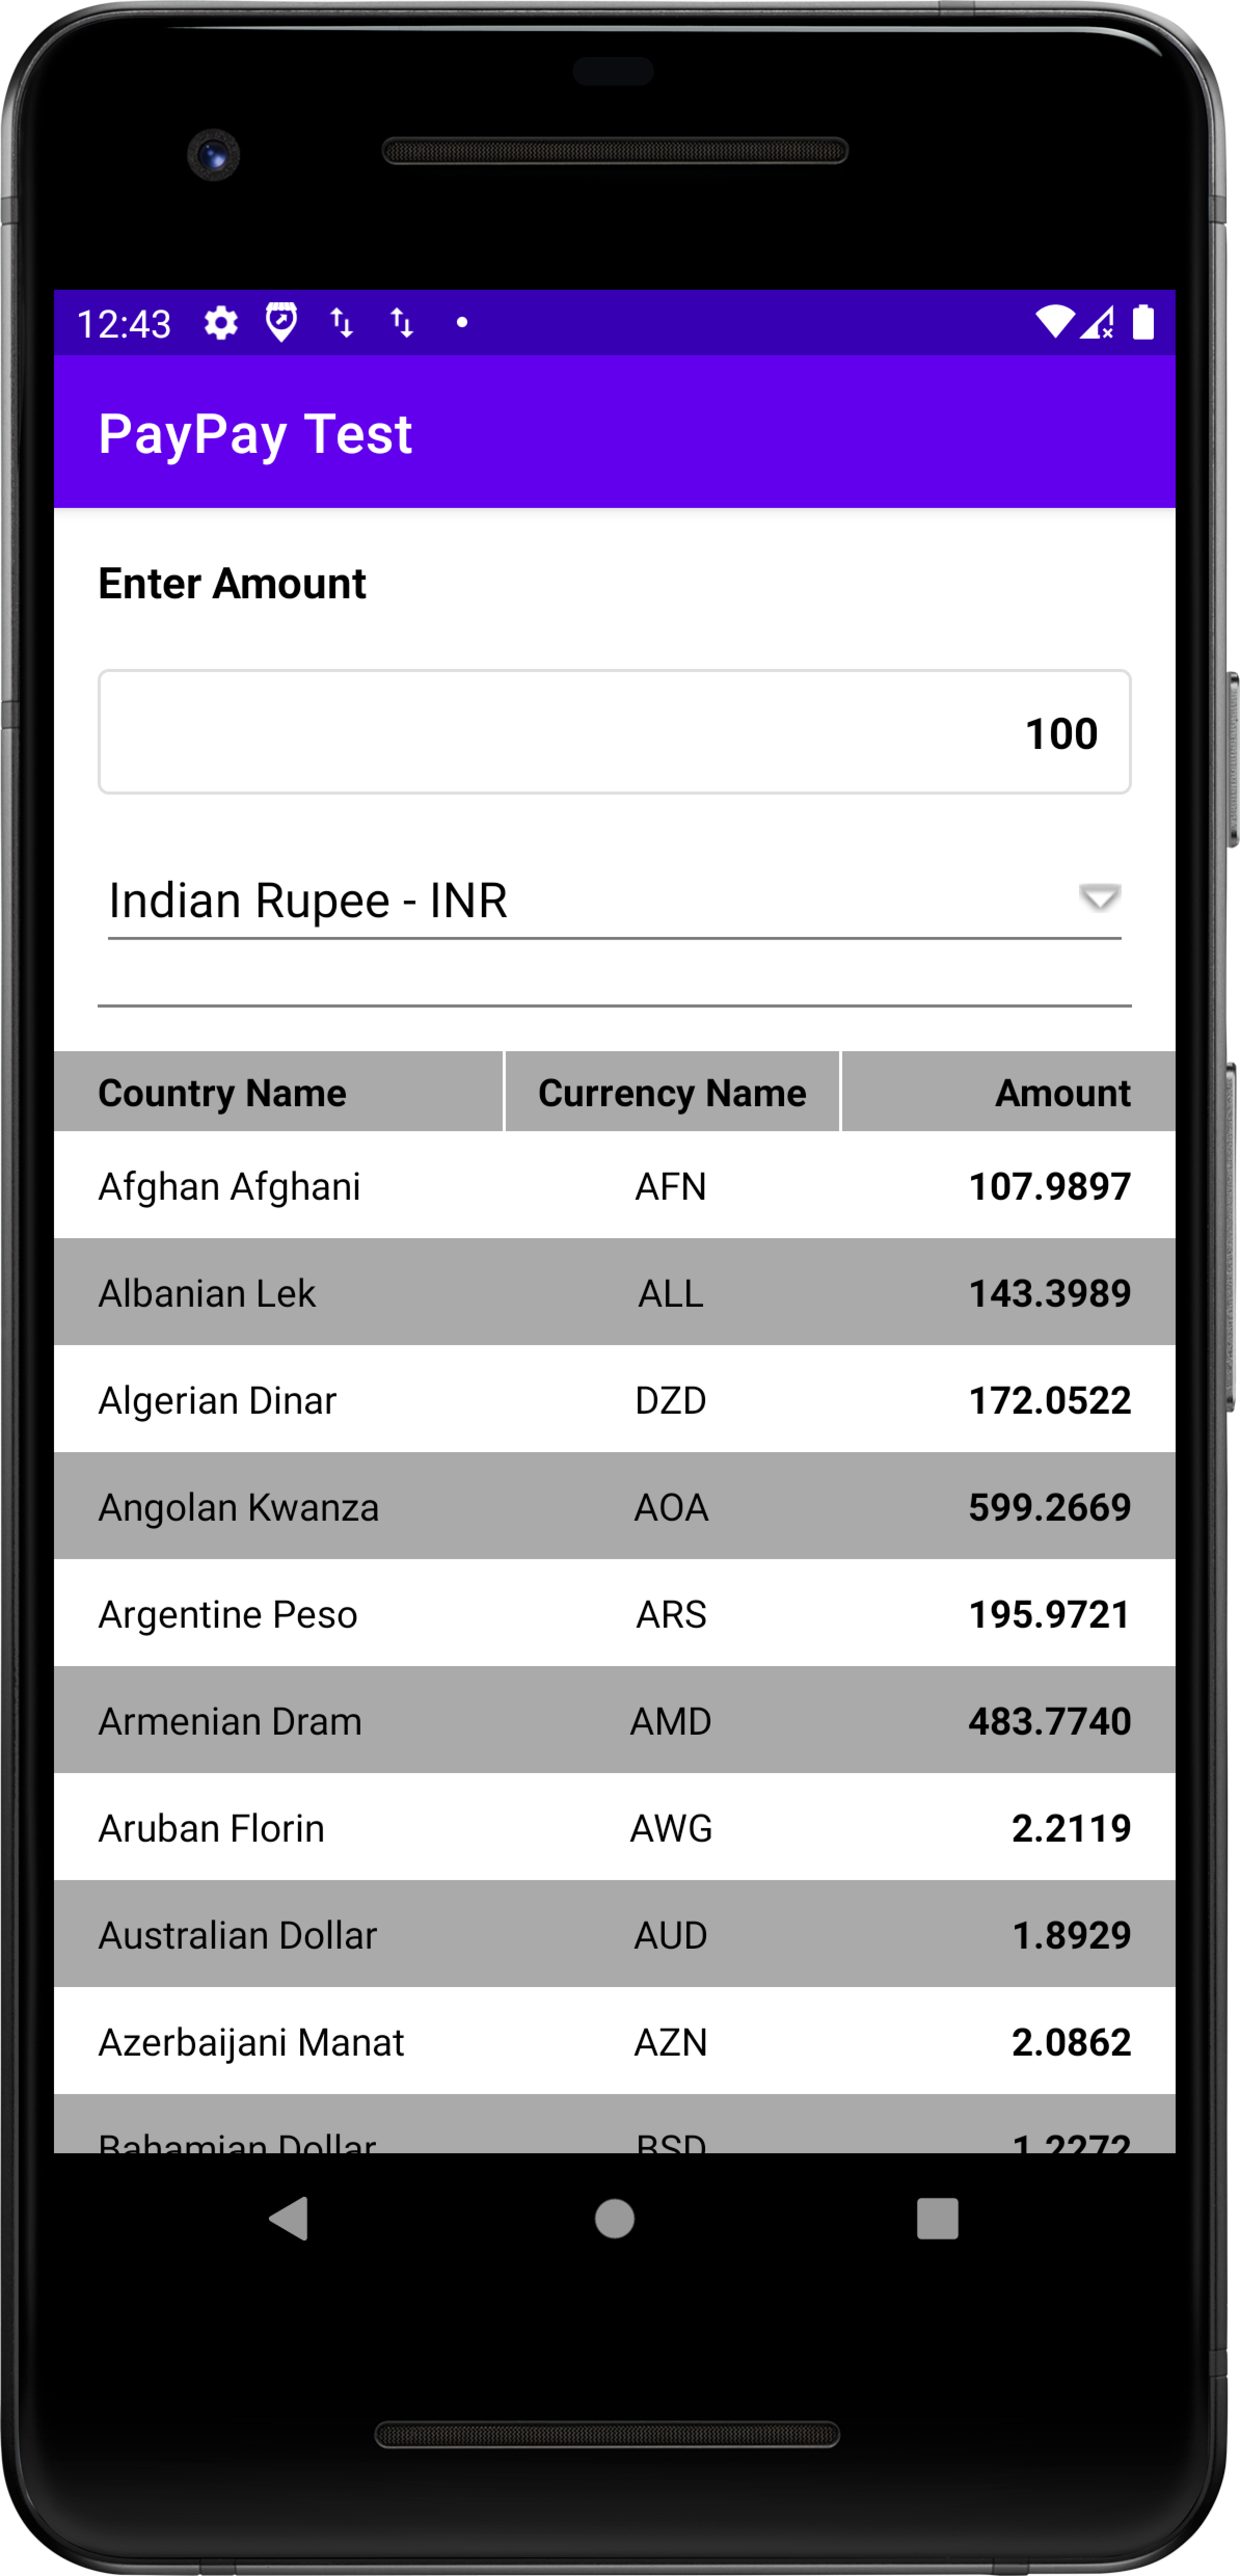 12:43
PayPay Test
Enter Amount
100
Indian Rupee - INR
Country Name Currency Name Amount
Afghan Afghani AFN 107.9897
Albanian Lek ALL 143.3989
Algerian Dinar DZD 172.0522
Angolan Kwanza AOA 599.2669
Argentine Peso ARS 195.9721
Armenian Dram AMD 483.7740
Aruban Florin AWG 2.2119
Australian Dollar AUD 1.8929
Azerbaijani Manat AZN 2.0862
Bahamian Dollar BSD 1.2272